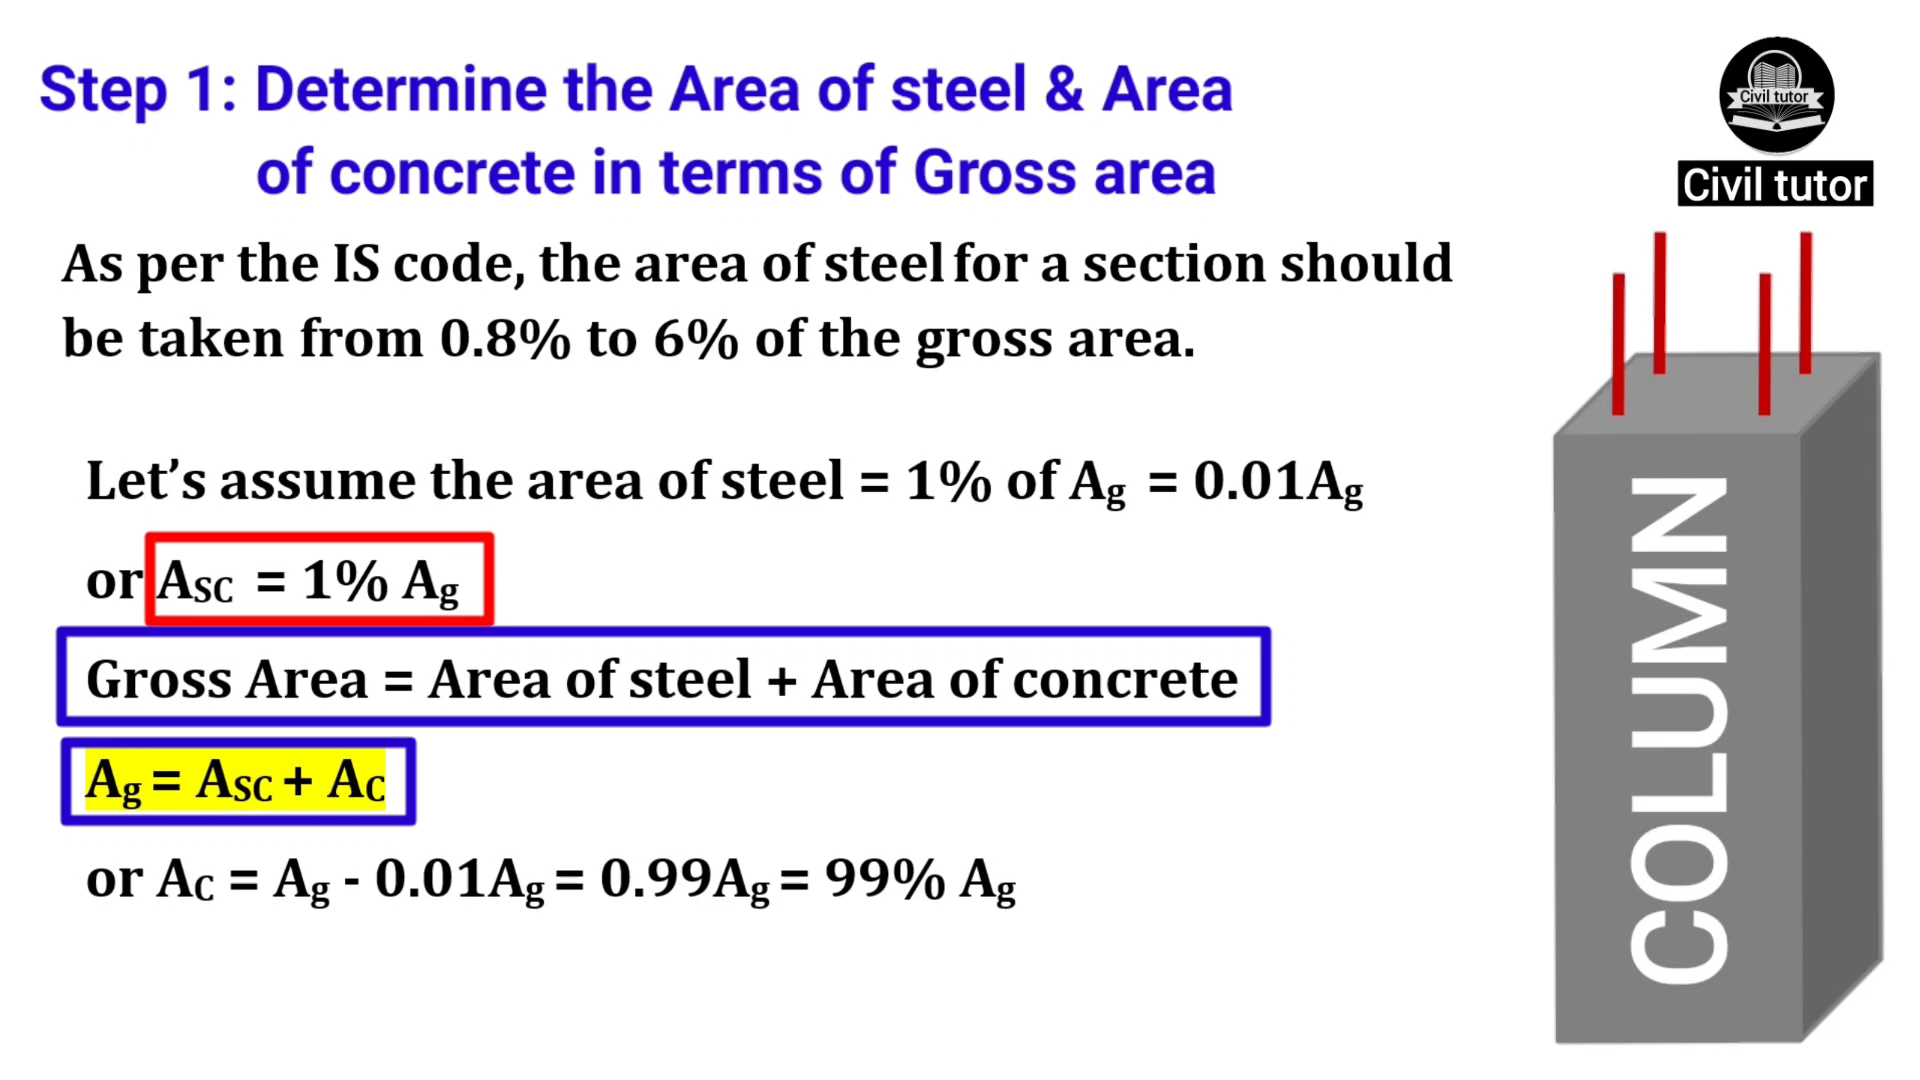 Step 1: Determine the Area of steel & Area
of concrete in terms of Gross area
Civil tutor
Civil tutor
As per the IS code, the area of steel for a section should
be taken from 0.8% to 6% of the gross area.
Let’s assume the area of steel = 1% of Ag = 0.01Ag
or ASC = 1% Ag
Gross Area = Area of steel + Area of concrete
Ag = ASC + AC
or AC = Ag - 0.01Ag = 0.99Ag = 99% Ag
COLUMN